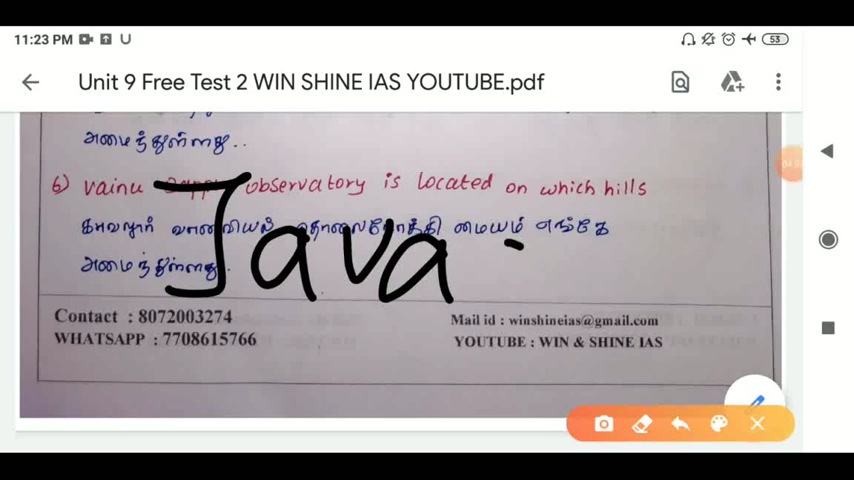 11:23 PM U 53
Unit 9 Free Test 2 WIN SHINE IAS YOUTUBE.pdf
அமைந்துள்ளது..
6) Vainu observatory is located on which hills
காவலூர் வானவியல் தொலைநோக்கி மையம் எங்கே
அமைந்துள்ளது.
Java
Contact : 8072003274
Mail id : winshineias@gmail.com
WHATSAPP : 7708615766
YOUTUBE : WIN & SHINE IAS